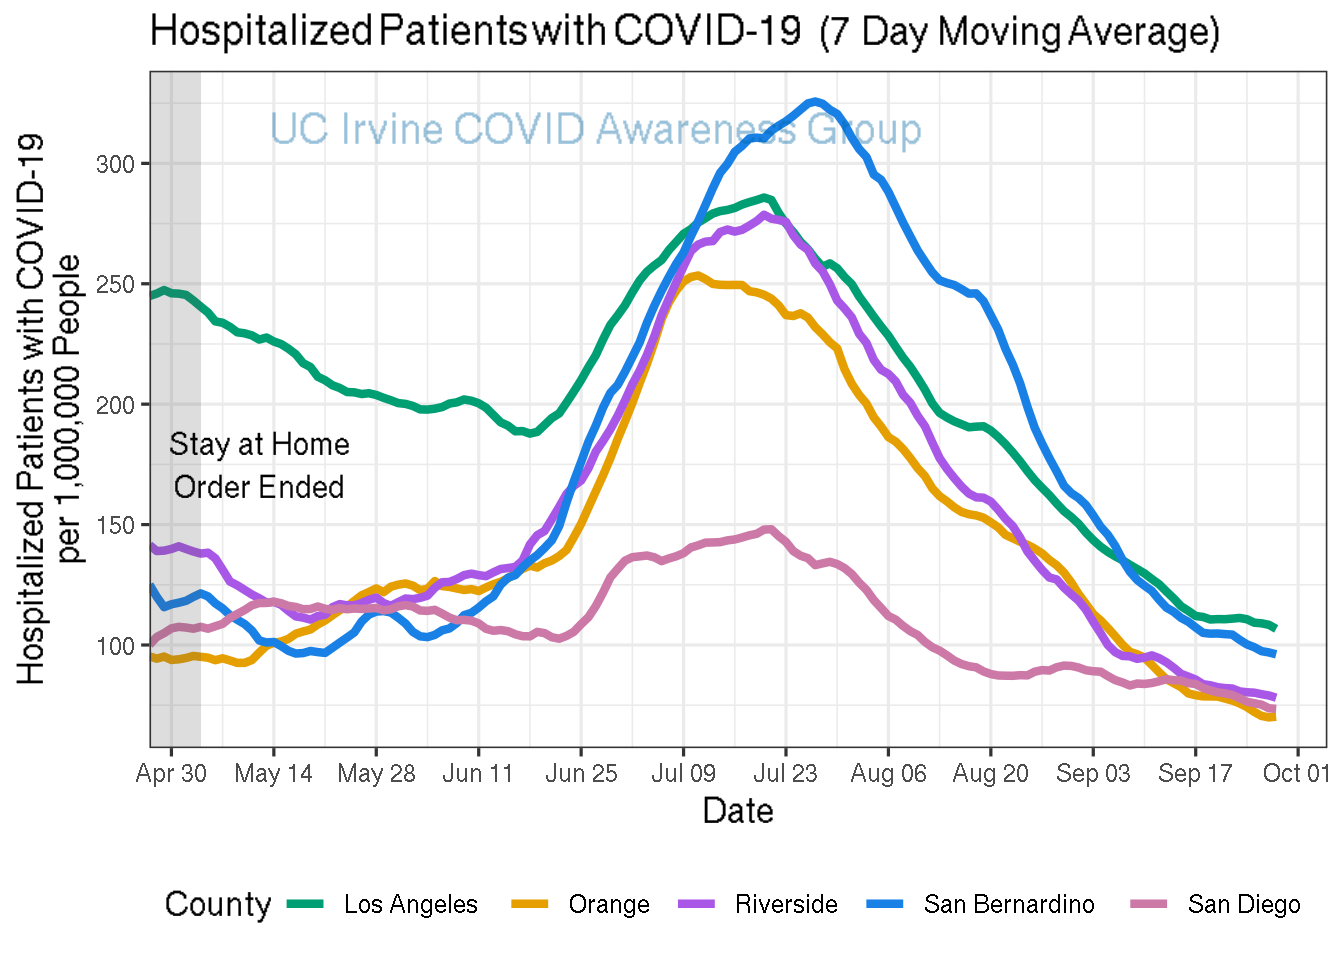 Hospitalized Patients with COVID-19 (7 Day Moving Average)
UC Irvine COVID Awareness Group
Hospitalized Patients with COVID-19
per 1,000,000 People
300
250
200
150
100
Stay at Home
Order Ended
Apr 30 May 14 May 28 Jun 11 Jun 25 Jul 09 Jul 23 Aug 06 Aug 20 Sep 03 Sep 17 Oct 01
Date
County Los Angeles Orange Riverside San Bernardino San Diego